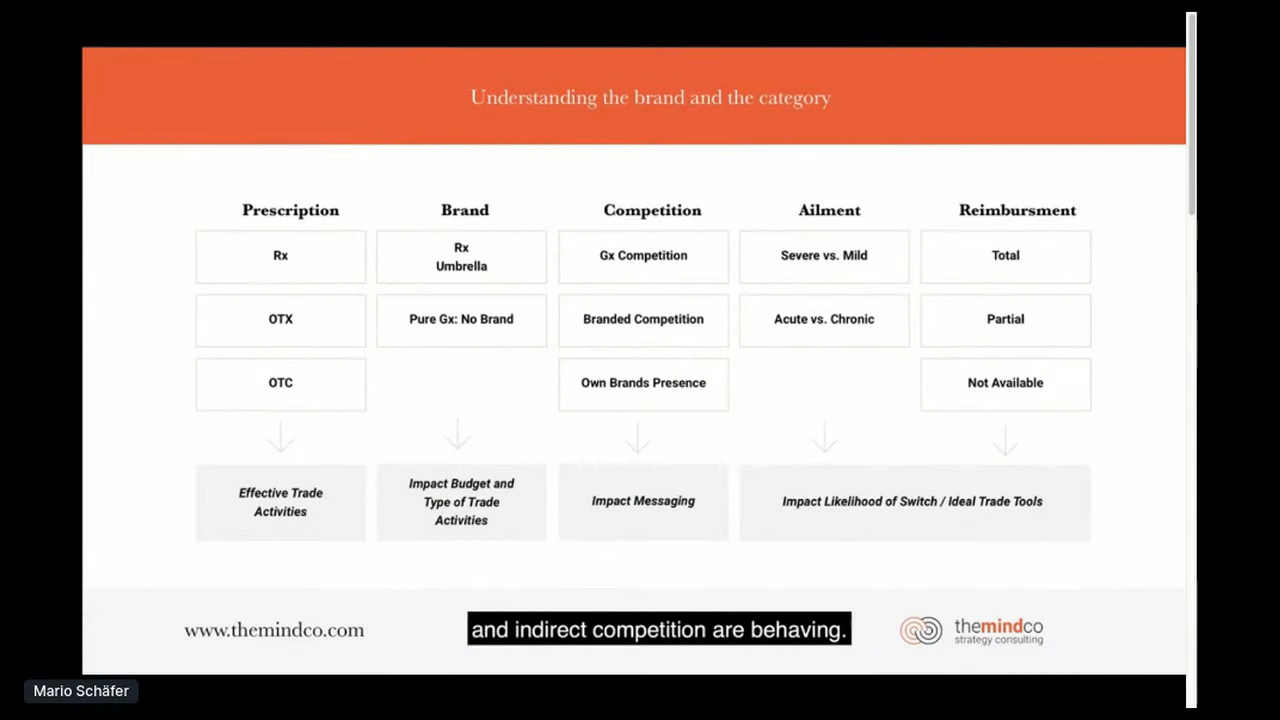 Understanding the brand and the category
Prescription
Brand
Competition
Ailment
Reimbursment
Rx
Rx
Umbrella
Gx Competition
Severe vs. Mild
Total
OTX
Pure Gx: No Brand
Branded Competition
Acute vs. Chronic
Partial
OTC
Own Brands Presence
Not Available
Effective Trade
Activities
Impact Budget and
Type of Trade
Activities
Impact Messaging
Impact Likelihood of Switch / Ideal Trade Tools
www.themindco.com
and indirect competition are behaving.
themindco
strategy consulting
Mario Schäfer